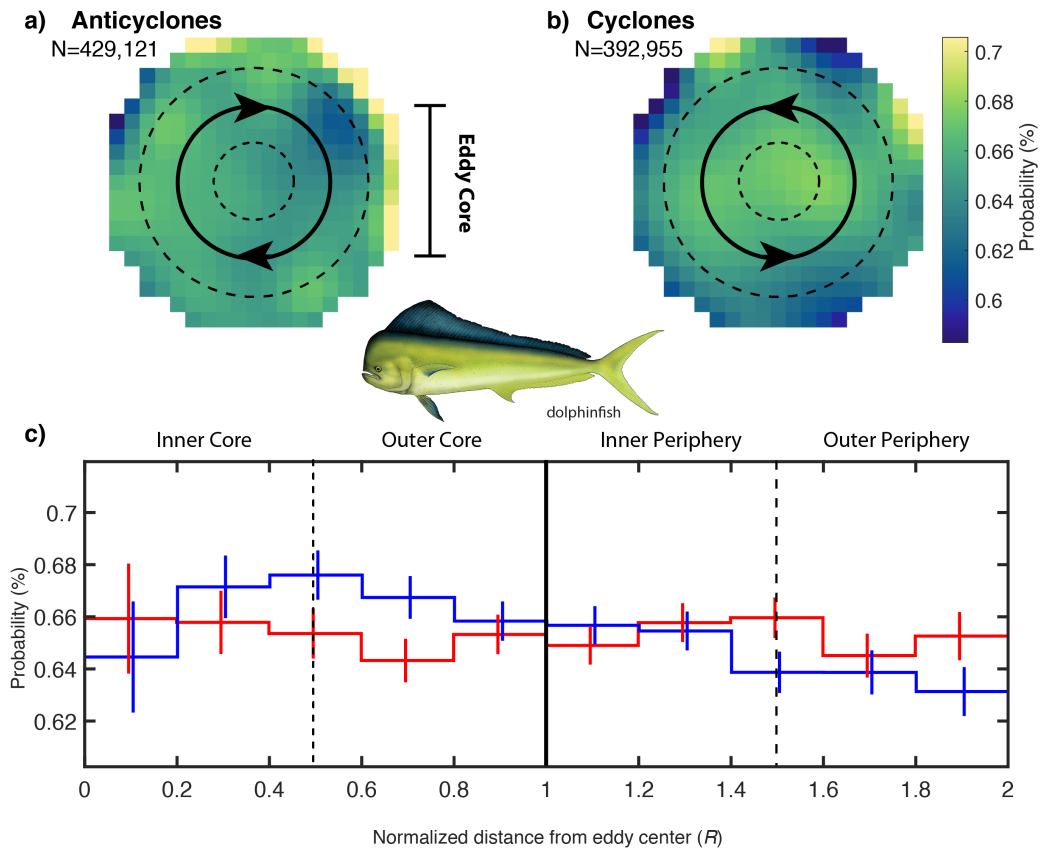 a) Anticyclones
N=429,121
b) Cyclones
N=392,955
Eddy Core
0.7
0.68
0.66
0.64
0.62
0.6
Probability (%)
dolphinfish
c)
Inner Core
Outer Core
Inner Periphery
Outer Periphery
0.7
0.68
0.66
0.64
0.62
Probability (%)
0 0.2 0.4 0.6 0.8 1 1.2 1.4 1.6 1.8 2
Normalized distance from eddy center (R)